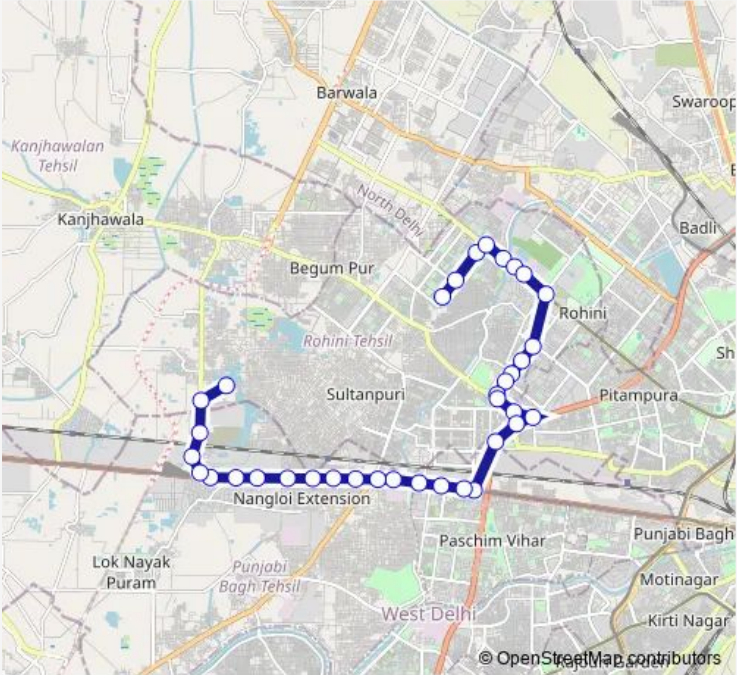 Barwala
Swaroop
Kanjhawalan
Tehsil
North Delhi
Kanjhawala
Badli
Begum Pur
Rohini
Rohini Tehsil
Sh
Sultanpuri
Pitampura
Nangloi Extension
Punjabi Bagh
Paschim Vihar
Lok Nayak
Puram
Punjabi
Bagh Tehsil
Motinagar
West Delhi
Kirti Nagar
© OpenStreetMap contributors